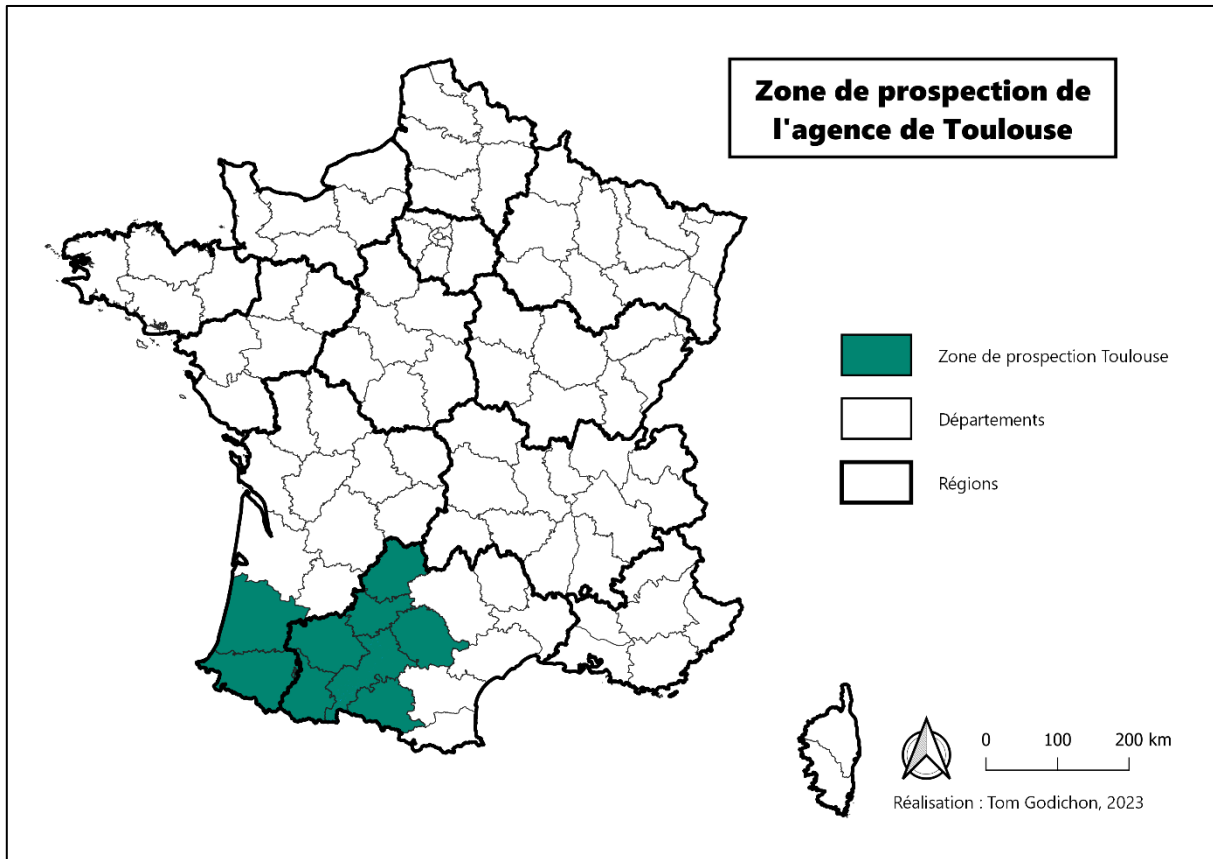 Zone de prospection de
l'agence de Toulouse
Zone de prospection Toulouse
Départements
Régions
0 100 200 km
Réalisation : Tom Godichon, 2023